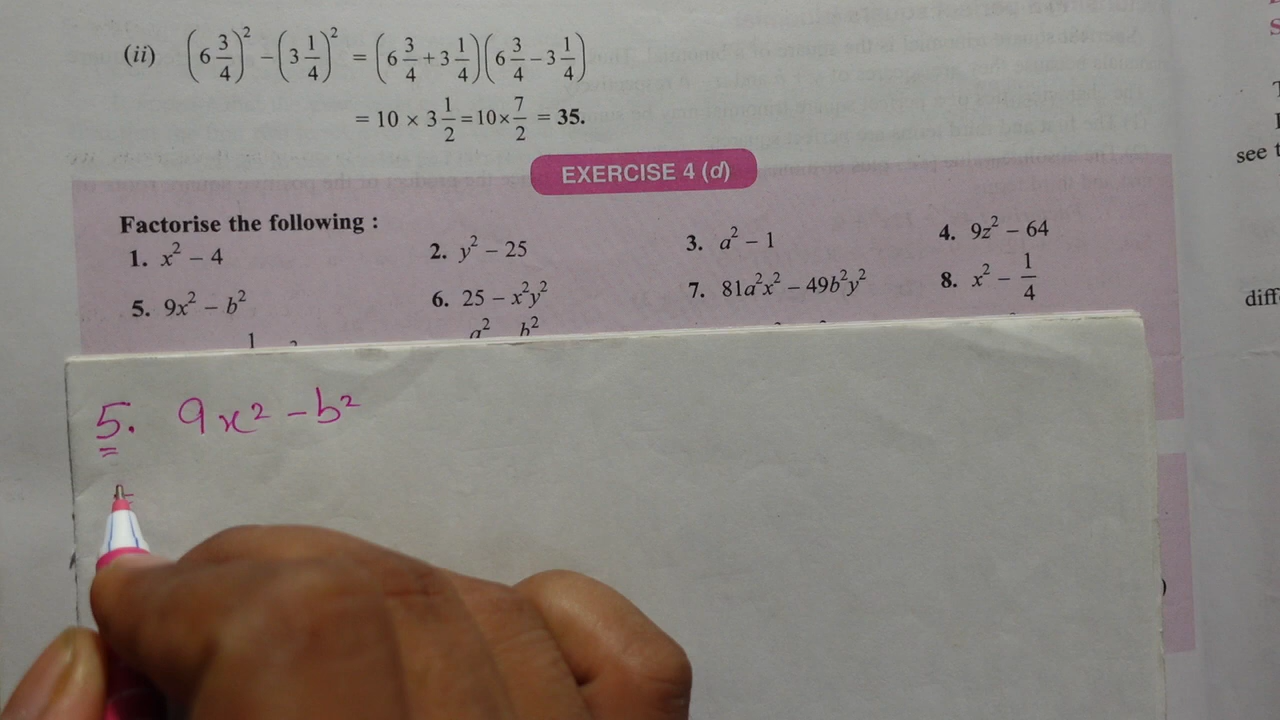 (ii) (6 3/4)² − (3 1/4)² = (6 3/4 + 3 1/4)(6 3/4 − 3 1/4)
= 10 × 3 1/2 = 10 × 7/2 = 35.
EXERCISE 4 (d)
Factorise the following :
1. x² − 4 2. y² − 25 3. a² − 1 4. 9z² − 64
5. 9x² − b² 6. 25 − x²y² 7. 81a²x² − 49b²y² 8. x² − 1/4
a² b²
5. 9x² − b²
see t
diff